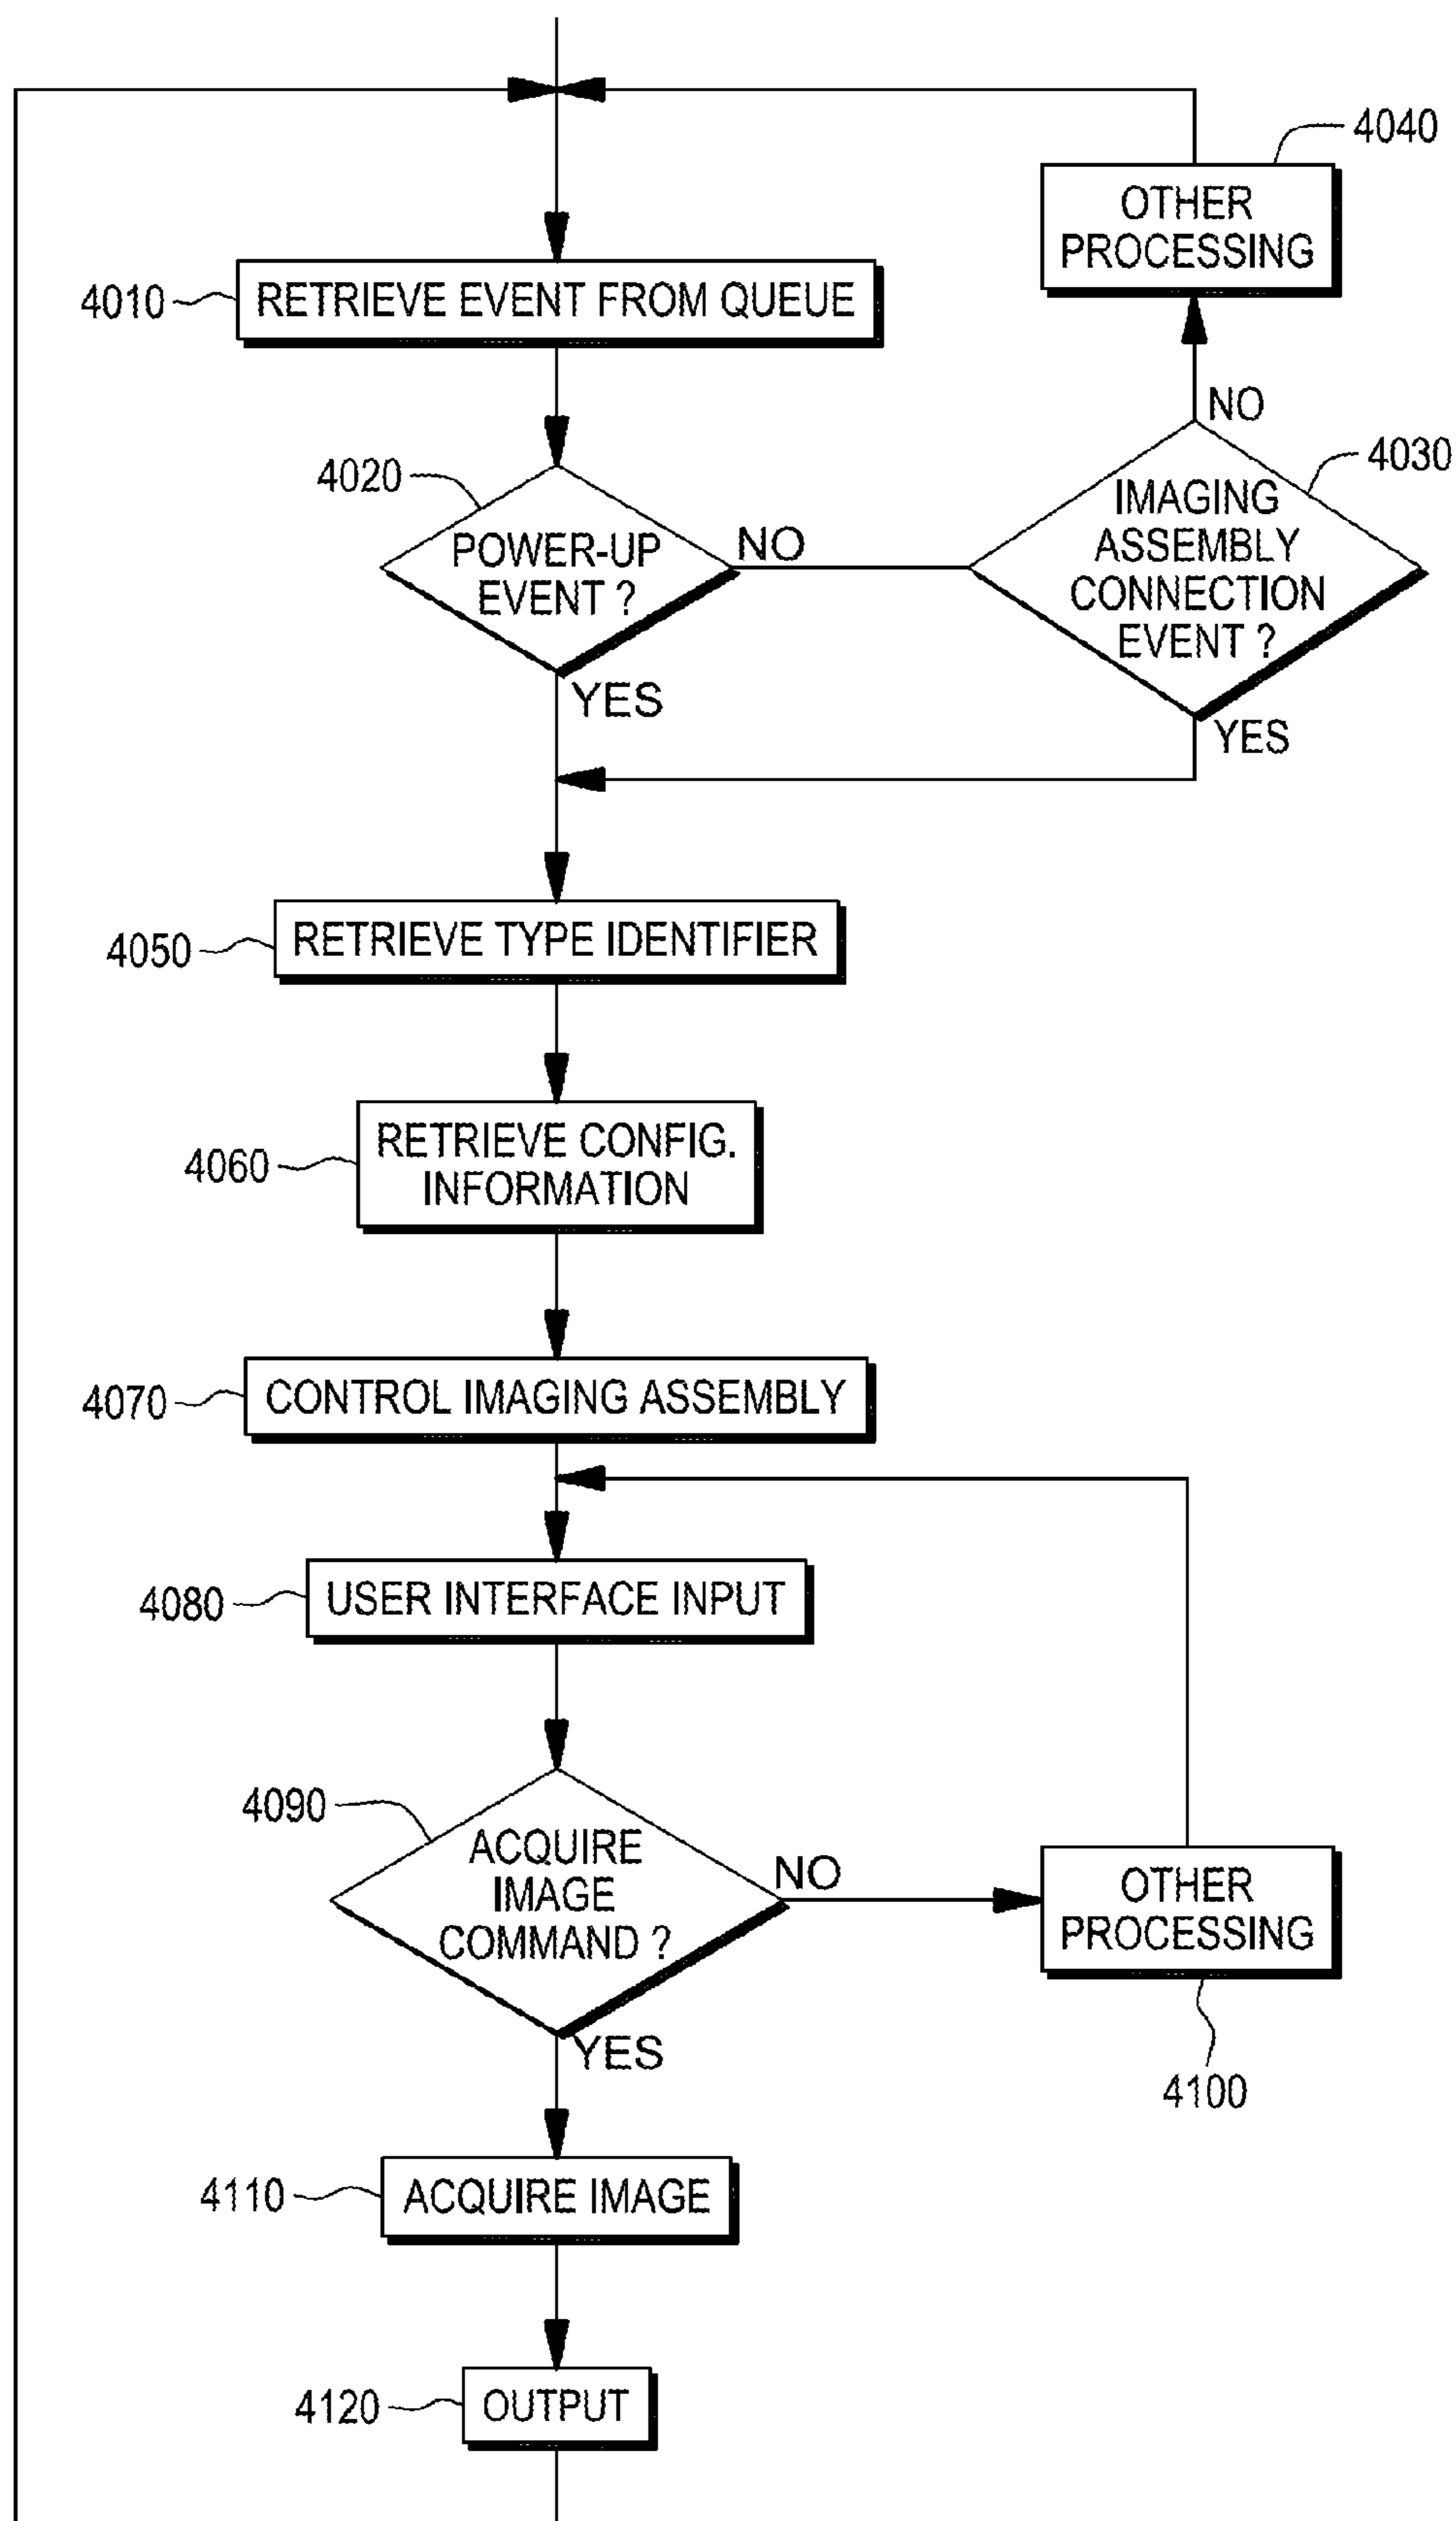 4040
OTHER
PROCESSING
4010
RETRIEVE EVENT FROM QUEUE
NO
4020
POWER-UP
EVENT ?
NO
4030
IMAGING
ASSEMBLY
CONNECTION
EVENT ?
YES
YES
4050
RETRIEVE TYPE IDENTIFIER
4060
RETRIEVE CONFIG.
INFORMATION
4070
CONTROL IMAGING ASSEMBLY
4080
USER INTERFACE INPUT
4090
ACQUIRE
IMAGE
COMMAND ?
NO
OTHER
PROCESSING
YES
4100
4110
ACQUIRE IMAGE
4120
OUTPUT